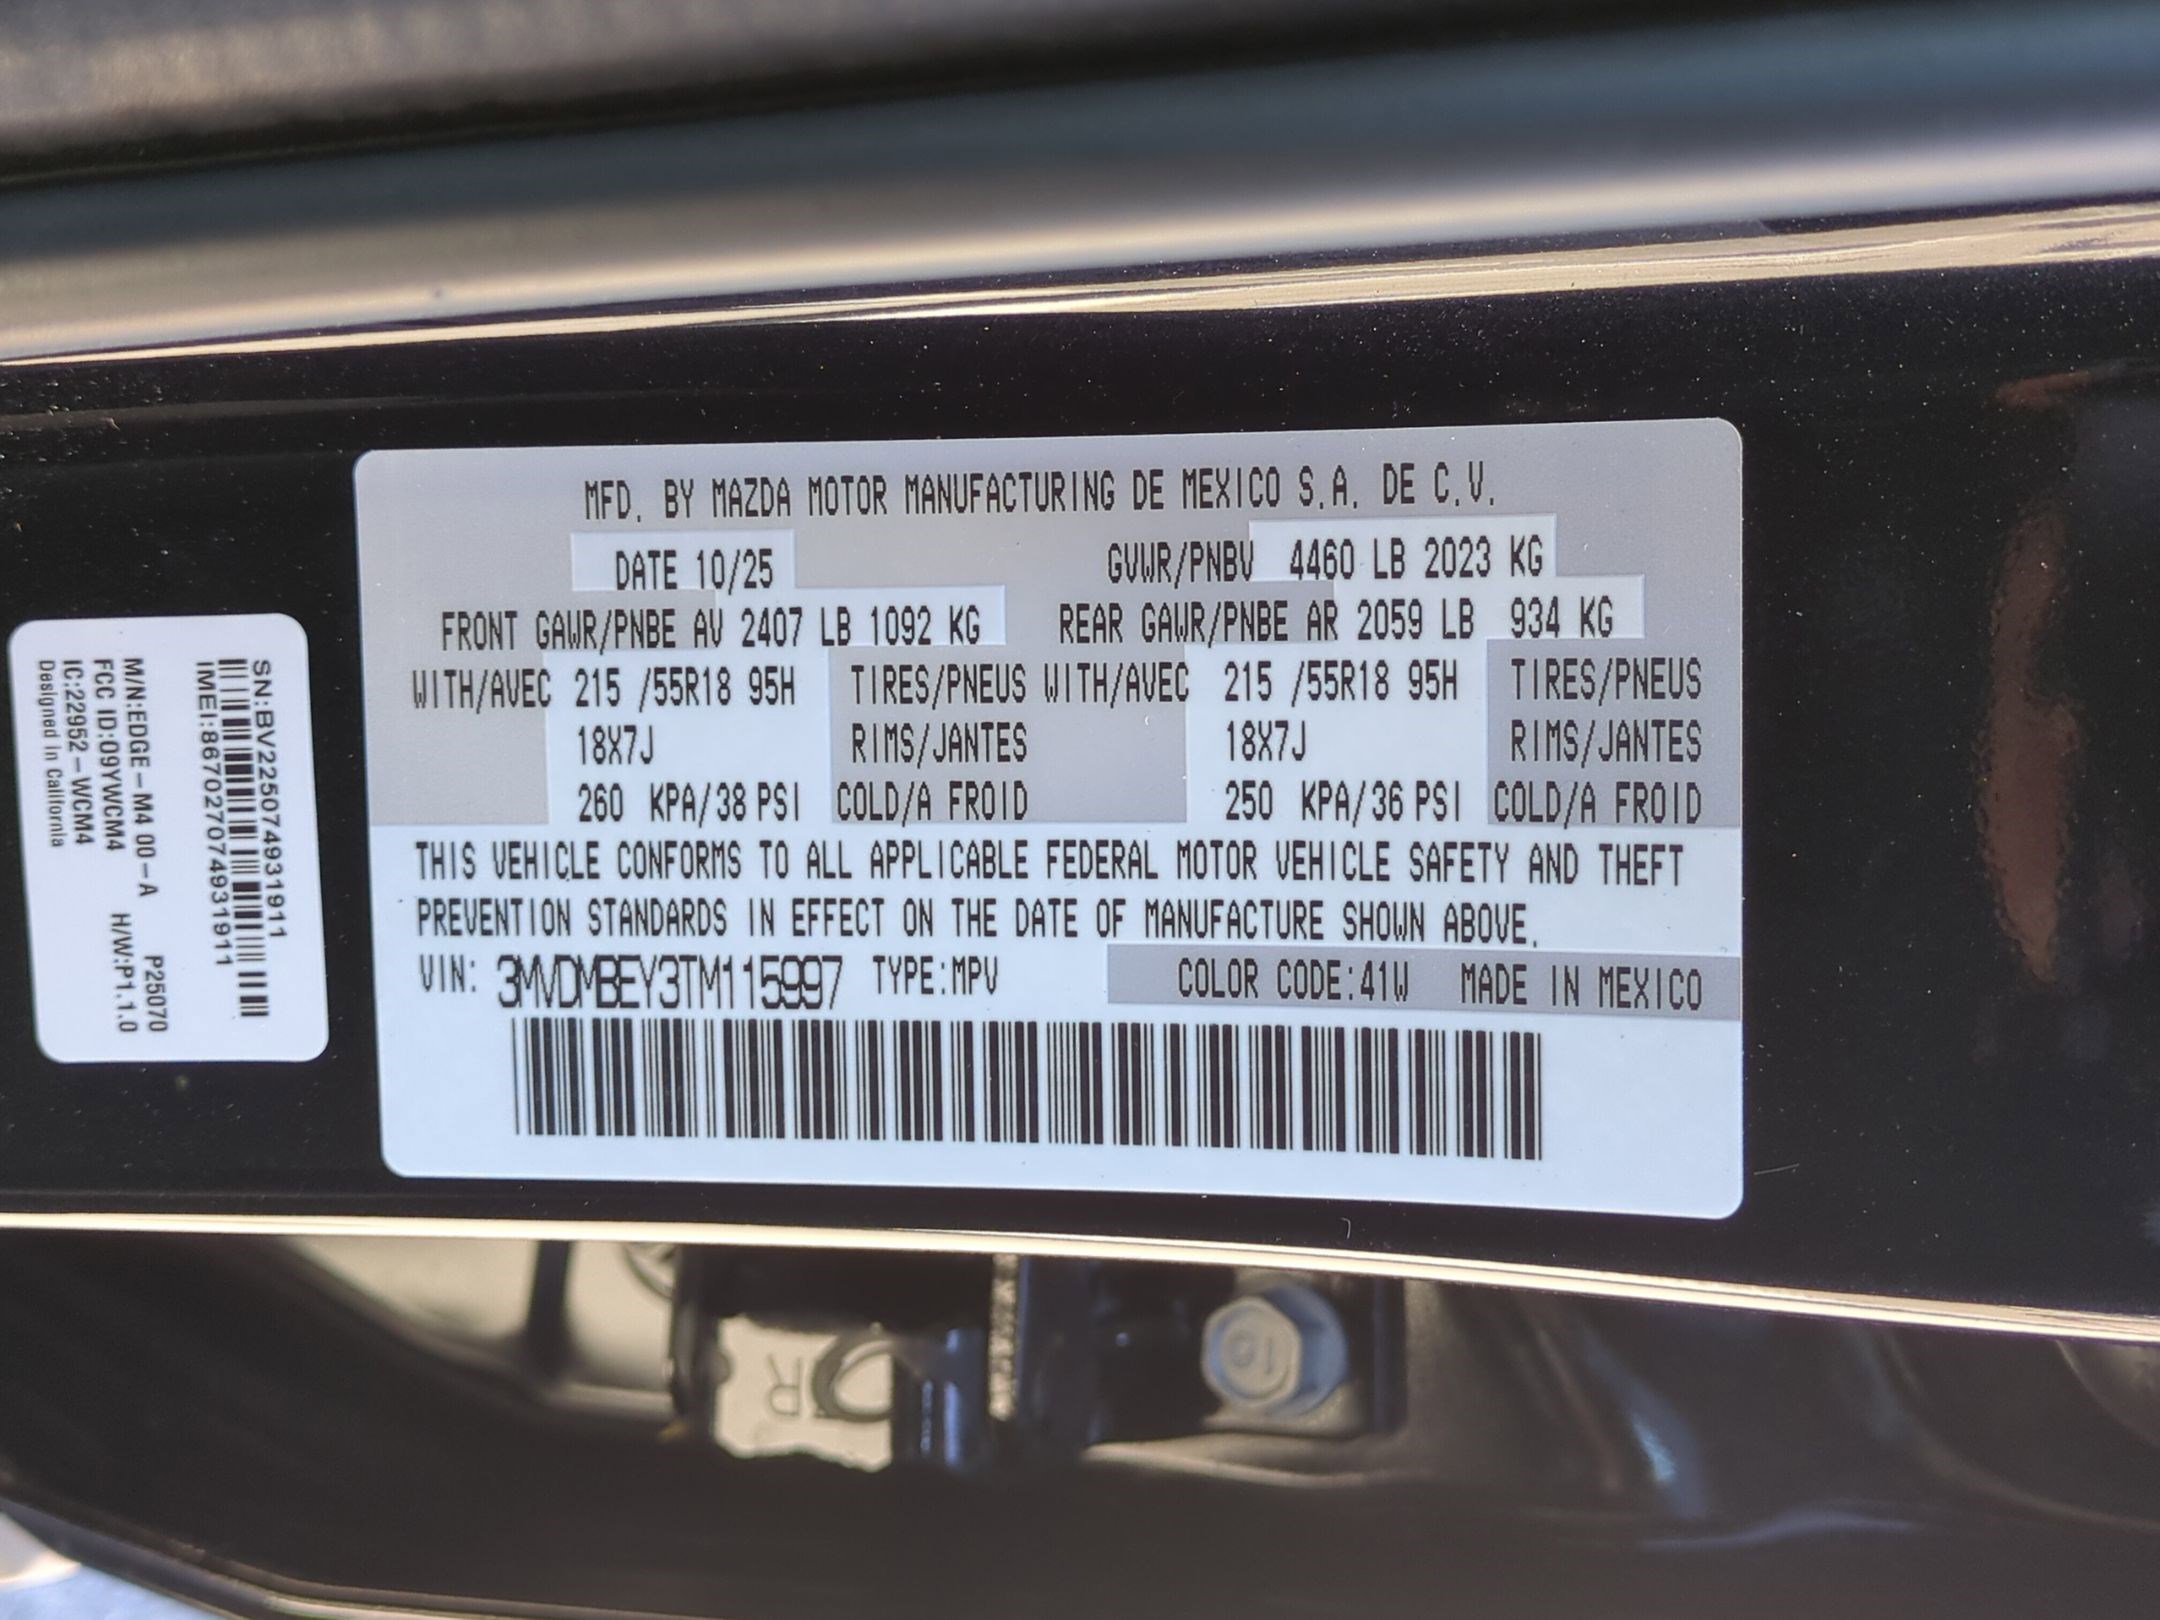 MFD. BY MAZDA MOTOR MANUFACTURING DE MEXICO S.A. DE C.V.
DATE 10/25 GVWR/PNBV 4460 LB 2023 KG
FRONT GAWR/PNBE AV 2407 LB 1092 KG REAR GAWR/PNBE AR 2059 LB 934 KG
WITH/AVEC 215 /55R18 95H TIRES/PNEUS WITH/AVEC 215 /55R18 95H TIRES/PNEUS
18X7J RIMS/JANTES 18X7J RIMS/JANTES
260 KPA/38 PSI COLD/A FROID 250 KPA/36 PSI COLD/A FROID
THIS VEHICLE CONFORMS TO ALL APPLICABLE FEDERAL MOTOR VEHICLE SAFETY AND THEFT
PREVENTION STANDARDS IN EFFECT ON THE DATE OF MANUFACTURE SHOWN ABOVE.
VIN: 3MVDMBEY3TM115997 TYPE:MPV COLOR CODE:41W MADE IN MEXICO
SN:BV225074931911
IMEI:867027074931911
M/N:EDGE-M4 00-A P25070
FCC ID:09YWCM4 H/W:P1.1.0
IC:22952-WCM4
Designed in California
R